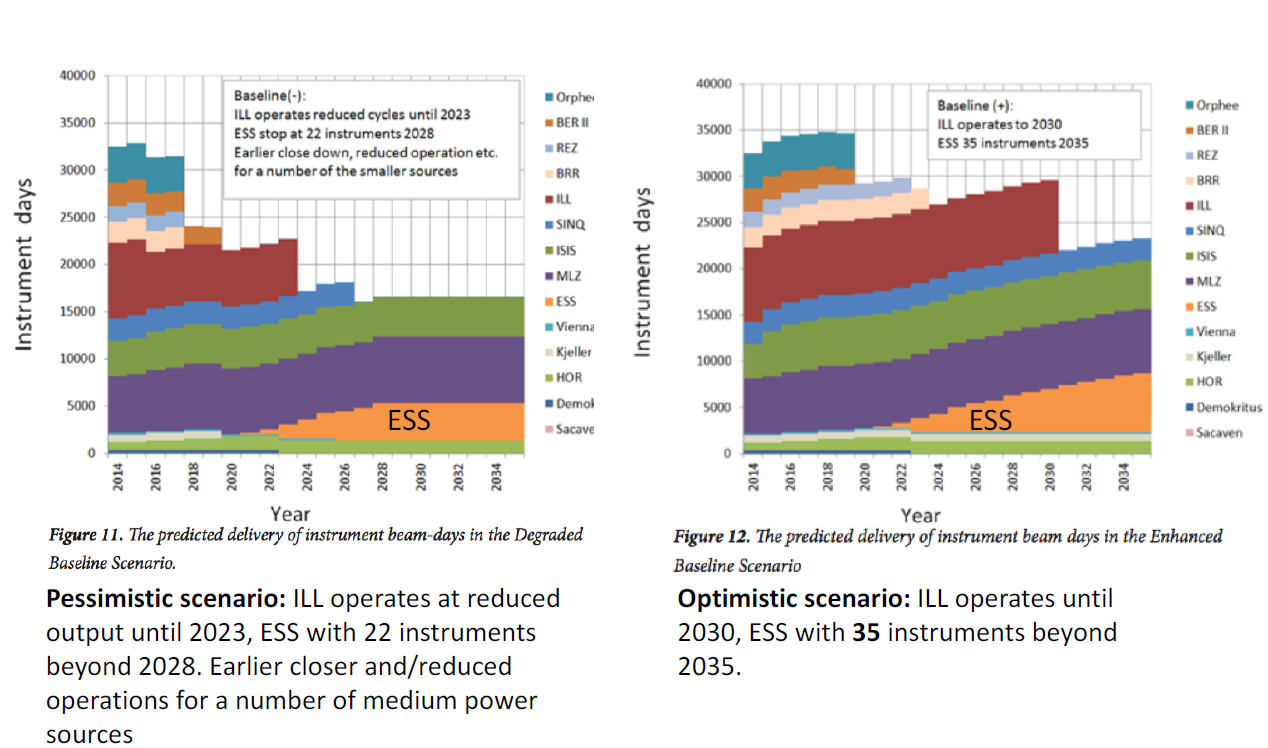 40000
35000
30000
25000
20000
15000
10000
5000
0
Instrument days
Baseline(-):
ILL operates reduced cycles until 2023
ESS stop at 22 instruments 2028
Earlier close down, reduced operation etc.
for a number of the smaller sources
Orphe
BER II
REZ
BRR
ILL
SINQ
ISIS
MLZ
ESS
Vienna
Kjeller
HOR
Demok
Sacave
ESS
2014
2016
2018
2020
2022
2024
2026
2028
2030
2032
2034
Year
Figure 11. The predicted delivery of instrument beam-days in the Degraded
Baseline Scenario.
Pessimistic scenario: ILL operates at reduced
output until 2023, ESS with 22 instruments
beyond 2028. Earlier closer and/reduced
operations for a number of medium power
sources
40000
35000
30000
25000
20000
15000
10000
5000
0
Instrument days
Baseline (+):
ILL operates to 2030
ESS 35 instruments 2035
Orphee
BER II
REZ
BRR
ILL
SINQ
ISIS
MLZ
ESS
Vienna
Kjeller
HOR
Demokritus
Sacaven
ESS
2014
2016
2018
2020
2022
2024
2026
2028
2030
2032
2034
Year
Figure 12. The predicted delivery of instrument beam days in the Enhanced
Baseline Scenario
Optimistic scenario: ILL operates until
2030, ESS with 35 instruments beyond
2035.